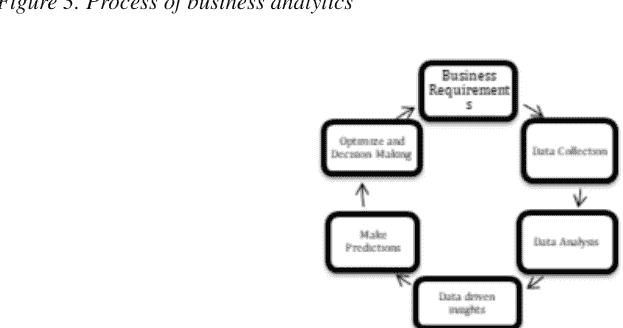 Figure 3. Process of business analytics
Business
Requirement
s
Optimize and
Decision Making
Data Collection
Make
Predictions
Data Analysis
Data driven
insights